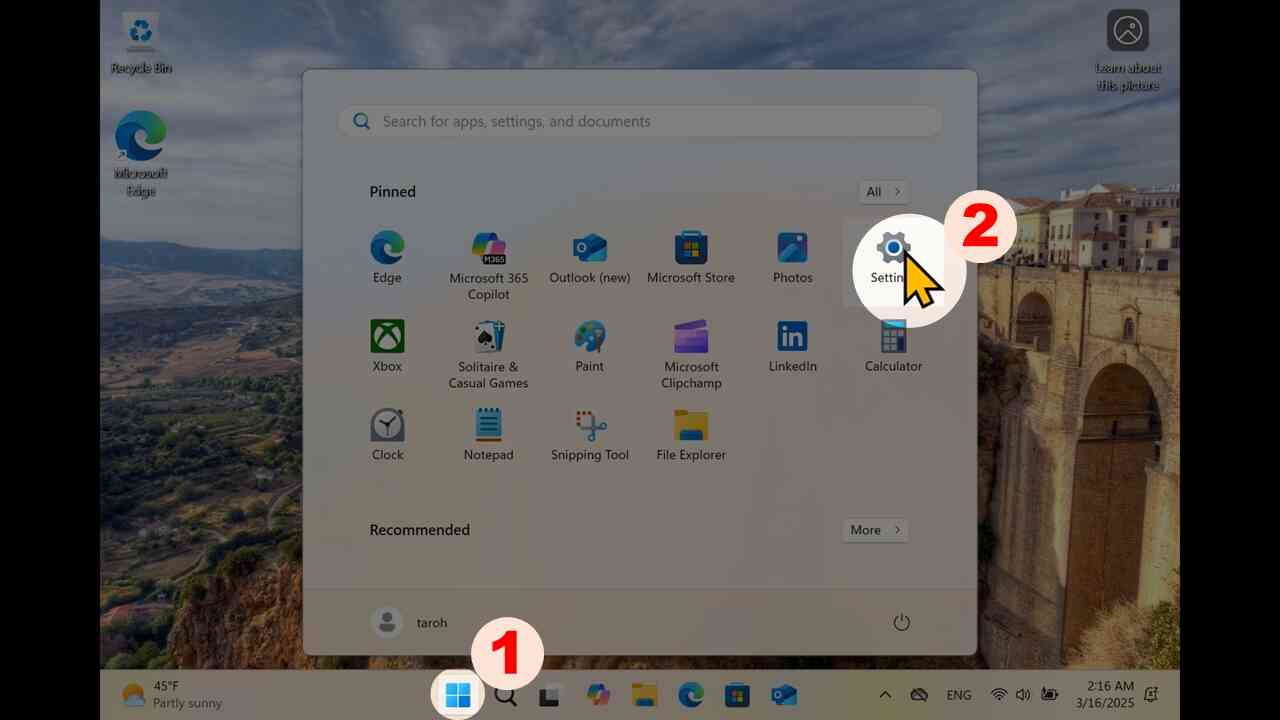 Recycle Bin
Learn about
this picture
Microsoft
Edge
Search for apps, settings, and documents
Pinned
All
2
Edge
Microsoft 365
Copilot
M365
Outlook (new)
Microsoft Store
Photos
Settin
Xbox
Solitaire &
Casual Games
Paint
Microsoft
Clipchamp
in
LinkedIn
Calculator
Clock
Notepad
Snipping Tool
File Explorer
Recommended
More
taroh
1
45°F
Partly sunny
ENG
2:16 AM
3/16/2025